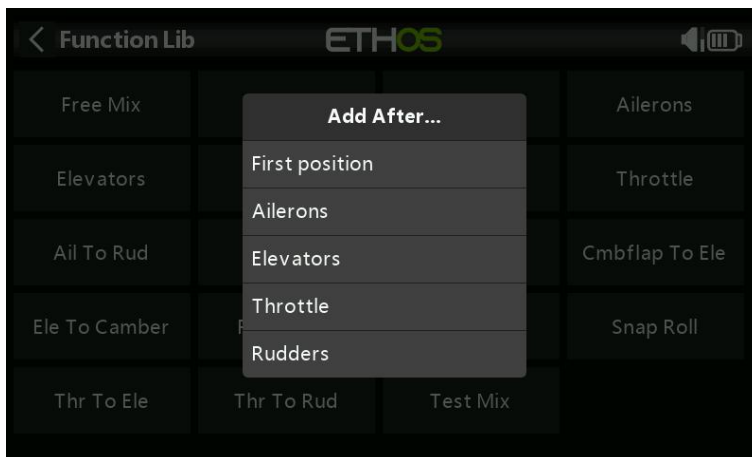 Function Lib
ETHOS
Free Mix
Ailerons
Elevators
Throttle
Ail To Rud
Cmbflap To Ele
Ele To Camber
Snap Roll
Thr To Ele
Thr To Rud
Test Mix
Add After...
First position
Ailerons
Elevators
Throttle
Rudders